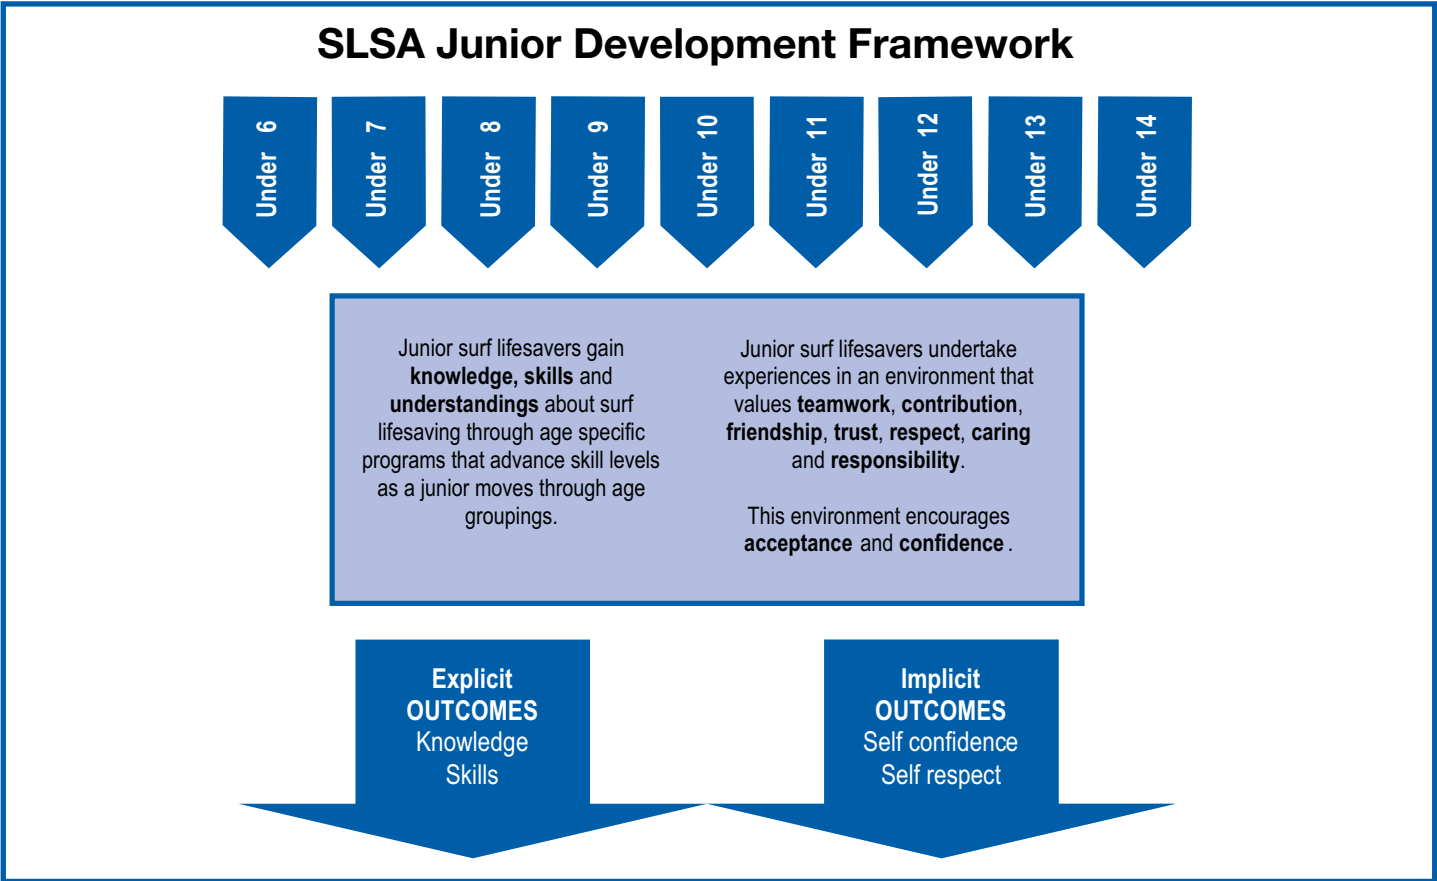 SLSA Junior Development Framework
Under 6
Under 7
Under 8
Under 9
Under 10
Under 11
Under 12
Under 13
Under 14
Junior surf lifesavers gain
knowledge, skills and
understandings about surf
lifesaving through age specific
programs that advance skill levels
as a junior moves through age
groupings.
Junior surf lifesavers undertake
experiences in an environment that
values teamwork, contribution,
friendship, trust, respect, caring
and responsibility.
This environment encourages
acceptance and confidence .
Explicit
OUTCOMES
Knowledge
Skills
Implicit
OUTCOMES
Self confidence
Self respect